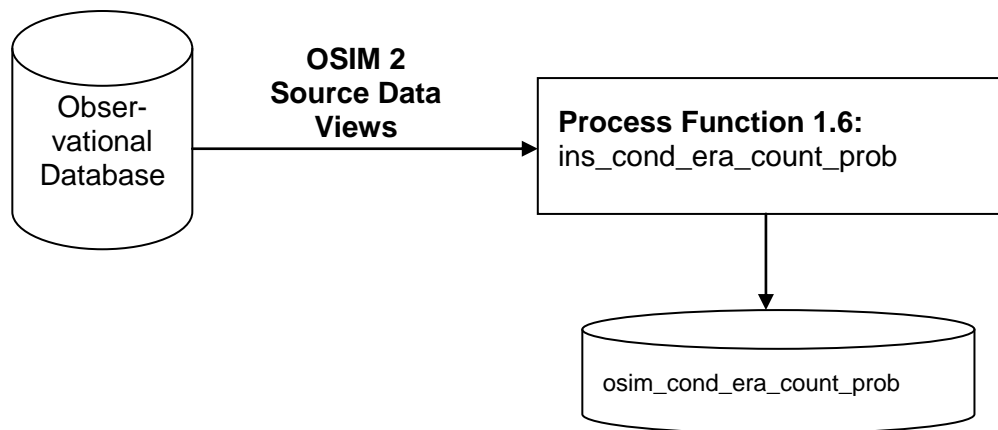 Obser-
vational
Database
OSIM 2
Source Data
Views
Process Function 1.6:
ins_cond_era_count_prob
osim_cond_era_count_prob